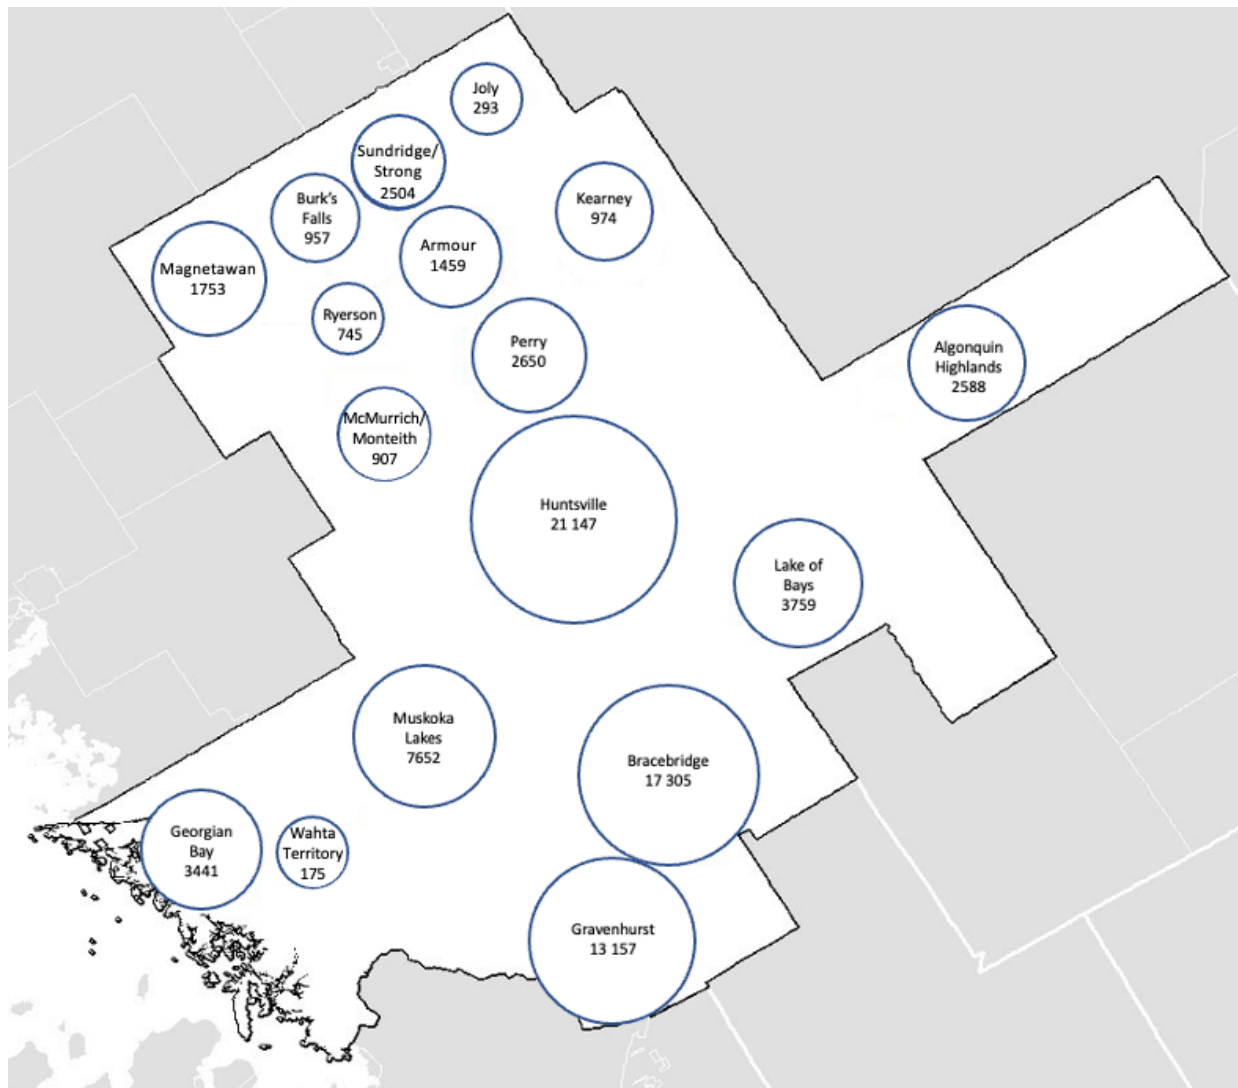 Joly
293
Sundridge/
Strong
2504
Kearney
974
Burk's
Falls
957
Armour
1459
Magnetawan
1753
Ryerson
745
Perry
2650
Algonquin
Highlands
2588
McMurrich/
Monteith
907
Huntsville
21 147
Lake of
Bays
3759
Muskoka
Lakes
7652
Bracebridge
17 305
Georgian
Bay
3441
Wahta
Territory
175
Gravenhurst
13 157